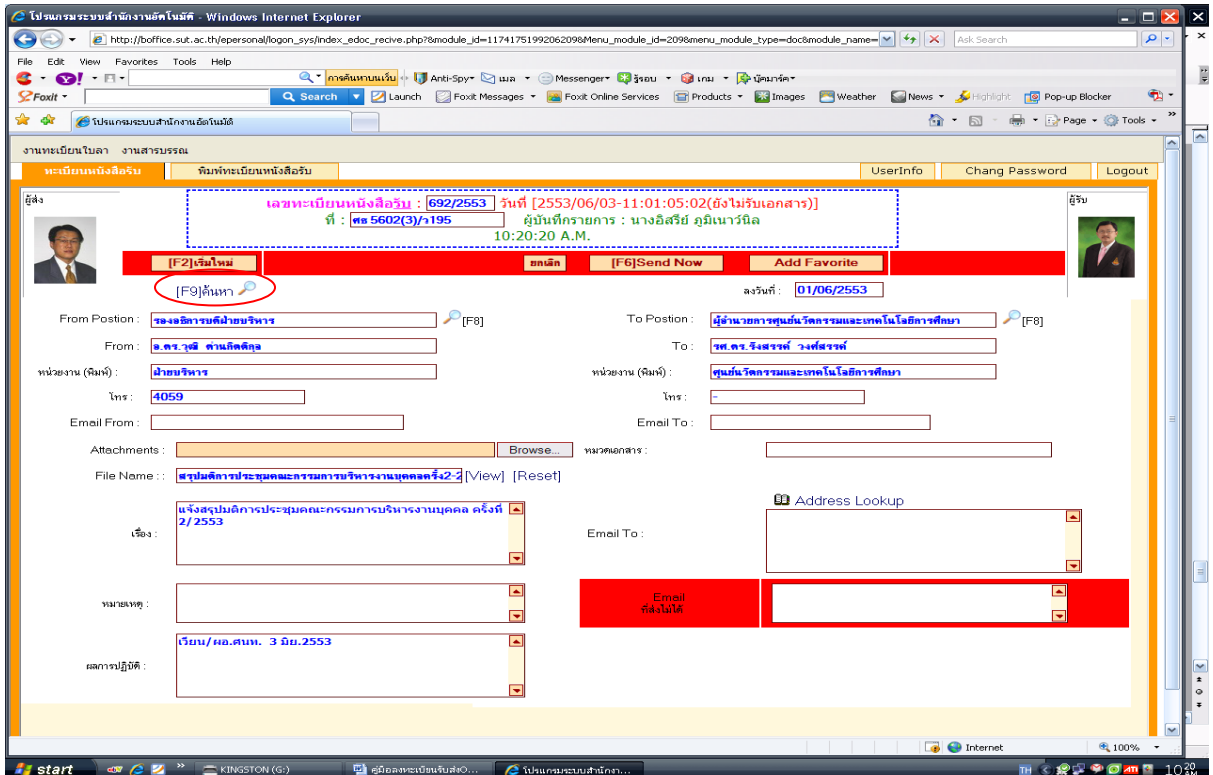 โปรแกรมระบบสำนักงานอัตโนมัติ - Windows Internet Explorer
http://boffice.sut.ac.th/epersonal/logon_sys/index_edoc_recive.php?&module_id=11741751992062098&Menu_module_id=209&menu_module_type=doc&module_name=
Ask Search
File Edit View Favorites Tools Help
การค้นหาบนเว็บ Anti-Spy เมล Messenger รู้รอบ เกม บุ๊คมาร์ค
Foxit Search Launch Foxit Messages Foxit Online Services Products Images Weather News Highlight Pop-up Blocker
โปรแกรมระบบสำนักงานอัตโนมัติ Page Tools
งานทะเบียนใบลา งานสารบรรณ
ทะเบียนหนังสือรับ พิมพ์ทะเบียนหนังสือรับ UserInfo Chang Password Logout
ผู้ส่ง
ผู้รับ
เลขทะเบียนหนังสือรับ : 692/2553 วันที่ [2553/06/03-11:01:05:02(ยังไม่รับเอกสาร)]
ที่ : ศธ 5602(3)/ว195 ผู้บันทึกรายการ : นางอิสรีย์ ภูมิเนาว์นิล
10:20:20 A.M.
[F2]เริ่มใหม่ ยกเลิก [F6]Send Now Add Favorite
[F9]ค้นหา ลงวันที่ : 01/06/2553
From Postion : รองอธิการบดีฝ่ายบริหาร [F8] To Postion : ผู้อำนวยการศูนย์นวัตกรรมและเทคโนโลยีการศึกษา [F8]
From : อ.ดร.วุฒิ ด่านกิตติกุล To : รศ.ดร.รังสรรค์ วงศ์สรรค์
หน่วยงาน (พิมพ์) : ฝ่ายบริหาร หน่วยงาน (พิมพ์) : ศูนย์นวัตกรรมและเทคโนโลยีการศึกษา
โทร : 4059 โทร : -
Email From : Email To :
Attachments : Browse... หมวดเอกสาร :
File Name : : สรุปมติการประชุมคณะกรรมการบริหารงานบุคคลครั้ง2-2 [View] [Reset]
Address Lookup
เรื่อง : แจ้งสรุปมติการประชุมคณะกรรมการบริหารงานบุคคล ครั้งที่
2/2553
Email To :
หมายเหตุ : Email
ที่ส่งไม่ได้
ผลการปฏิบัติ : เวียน/ผอ.ศนท. 3 มิย.2553
Internet 100%
start KINGSTON (G:) คู่มือลงทะเบียนรับส่งO... โปรแกรมระบบสำนักงา... TH 10:20 AM